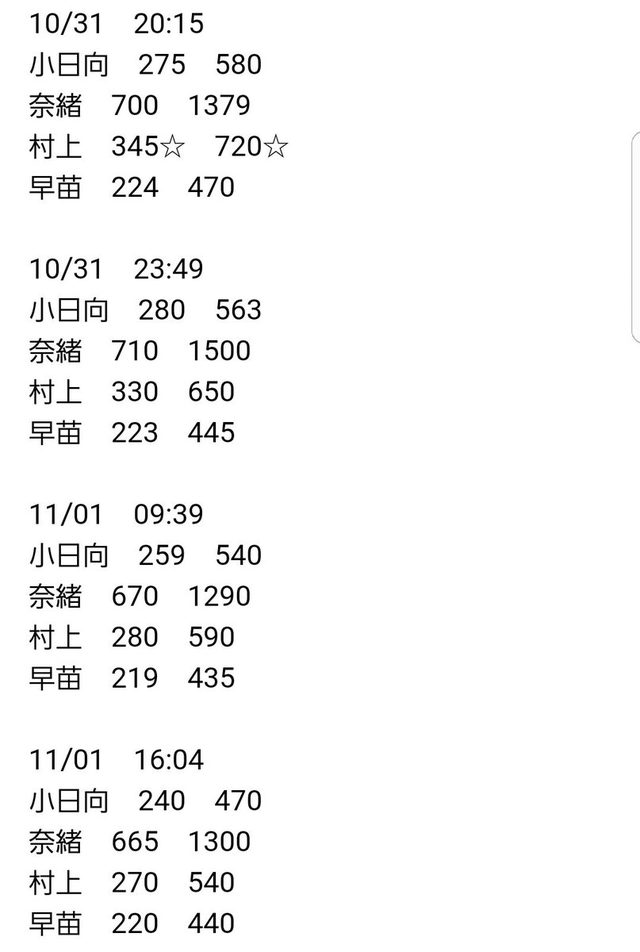 10/31　20:15
小日向　275　580
奈緒　700　1379
村上　345☆　720☆
早苗　224　470

10/31　23:49
小日向　280　563
奈緒　710　1500
村上　330　650
早苗　223　445

11/01　09:39
小日向　259　540
奈緒　670　1290
村上　280　590
早苗　219　435

11/01　16:04
小日向　240　470
奈緒　665　1300
村上　270　540
早苗　220　440